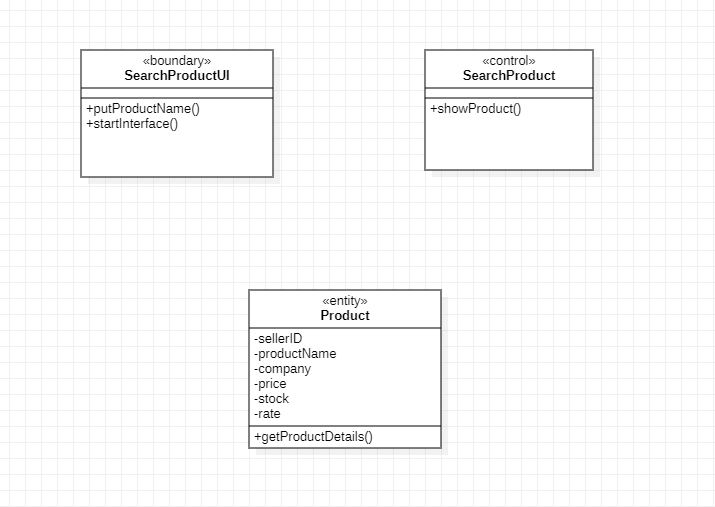 «boundary»
SearchProductUI
+putProductName()
+startInterface()
«control»
SearchProduct
+showProduct()
«entity»
Product
-sellerID
-productName
-company
-price
-stock
-rate
+getProductDetails()